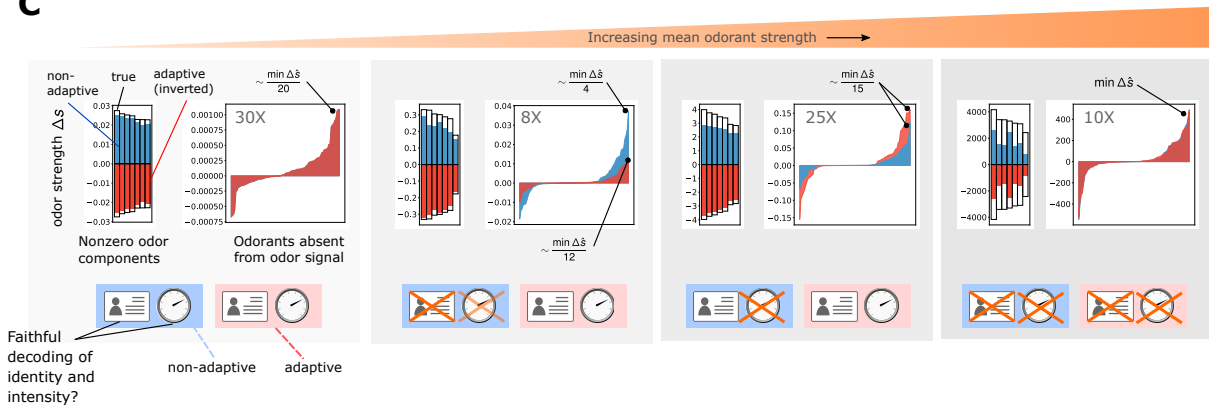 C
Increasing mean odorant strength
non-
adaptive
true
adaptive
(inverted)
odor strength Δs
0.03
0.02
0.01
0.00
−0.01
−0.02
−0.03
30X
0.00100
0.00075
0.00050
0.00025
0.00000
−0.00025
−0.00050
−0.00075
~ min Δŝ / 20
Nonzero odor
components
Odorants absent
from odor signal
0.3
0.2
0.1
0.0
−0.1
−0.2
−0.3
8X
0.04
0.03
0.02
0.01
0.00
−0.01
−0.02
~ min Δŝ / 4
~ min Δŝ / 12
4
3
2
1
0
−1
−2
−3
−4
25X
0.15
0.10
0.05
0.00
−0.05
−0.10
−0.15
~ min Δŝ / 15
4000
2000
0
−2000
−4000
10X
400
200
0
−200
−400
min Δŝ
Faithful
decoding of
identity and
intensity?
non-adaptive
adaptive